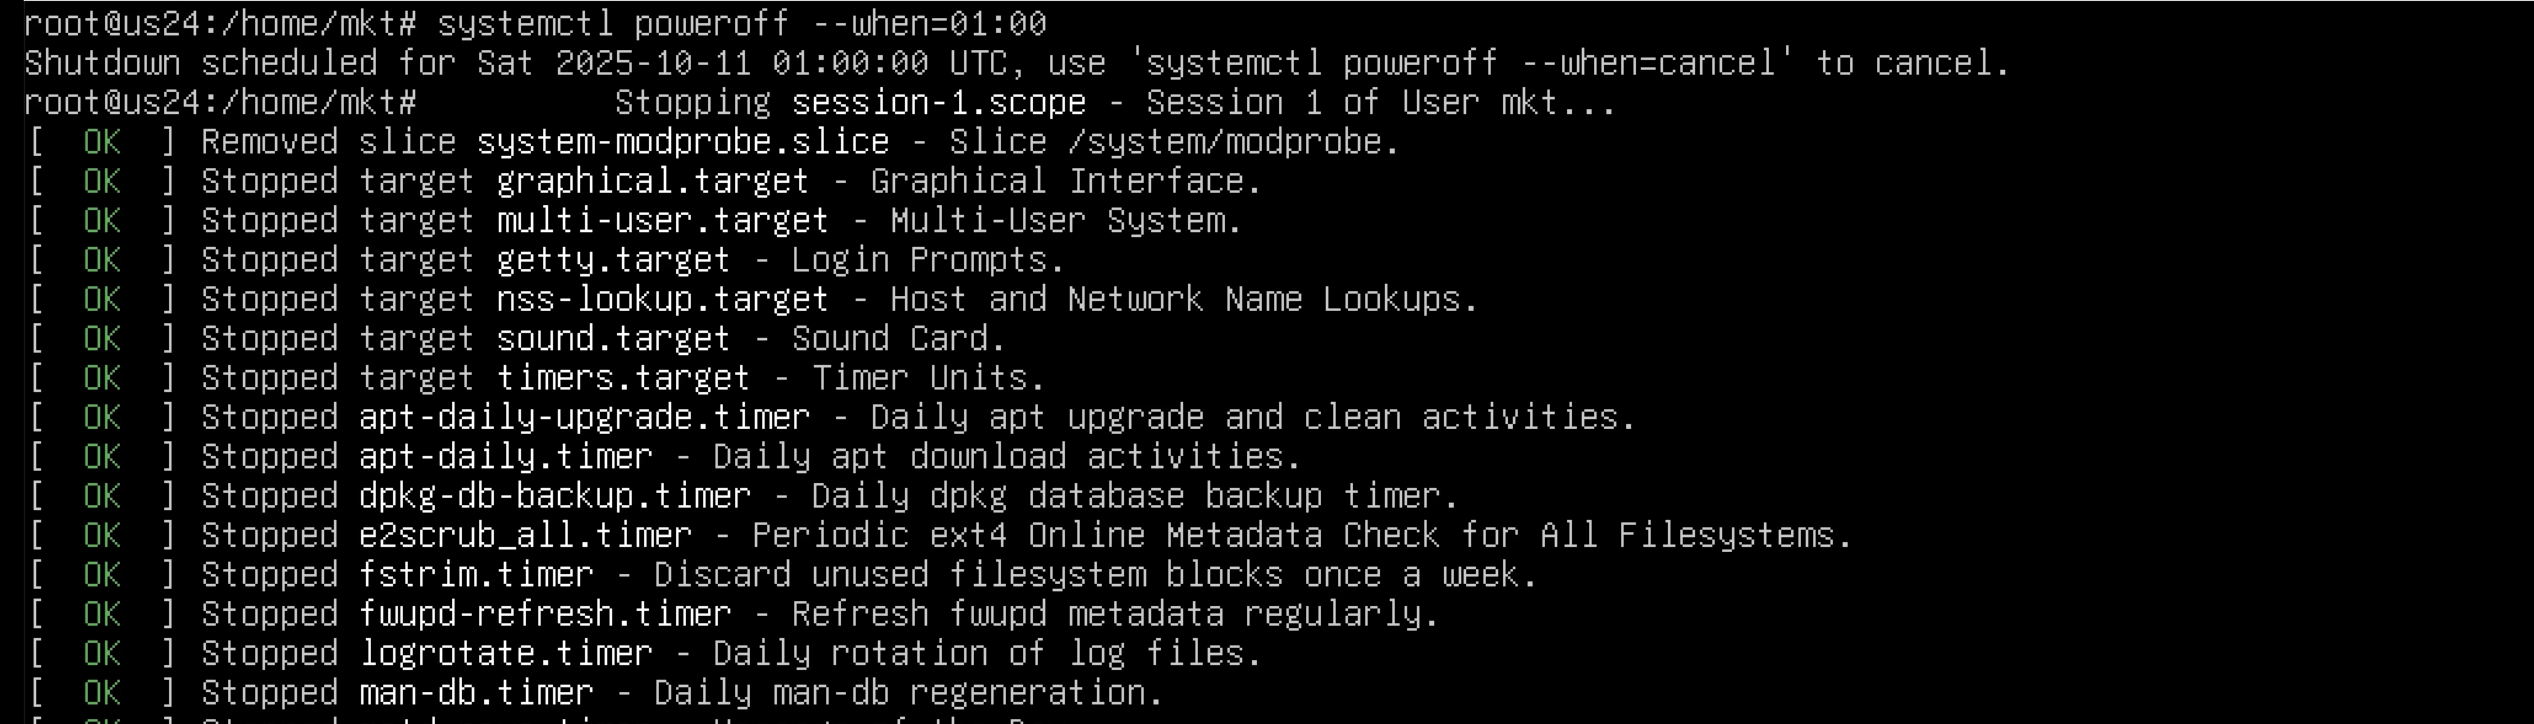 root@us24:/home/mkt# systemctl poweroff --when=01:00
Shutdown scheduled for Sat 2025-10-11 01:00:00 UTC, use 'systemctl poweroff --when=cancel' to cancel.
root@us24:/home/mkt#          Stopping session-1.scope - Session 1 of User mkt...
[  OK  ] Removed slice system-modprobe.slice - Slice /system/modprobe.
[  OK  ] Stopped target graphical.target - Graphical Interface.
[  OK  ] Stopped target multi-user.target - Multi-User System.
[  OK  ] Stopped target getty.target - Login Prompts.
[  OK  ] Stopped target nss-lookup.target - Host and Network Name Lookups.
[  OK  ] Stopped target sound.target - Sound Card.
[  OK  ] Stopped target timers.target - Timer Units.
[  OK  ] Stopped apt-daily-upgrade.timer - Daily apt upgrade and clean activities.
[  OK  ] Stopped apt-daily.timer - Daily apt download activities.
[  OK  ] Stopped dpkg-db-backup.timer - Daily dpkg database backup timer.
[  OK  ] Stopped e2scrub_all.timer - Periodic ext4 Online Metadata Check for All Filesystems.
[  OK  ] Stopped fstrim.timer - Discard unused filesystem blocks once a week.
[  OK  ] Stopped fwupd-refresh.timer - Refresh fwupd metadata regularly.
[  OK  ] Stopped logrotate.timer - Daily rotation of log files.
[  OK  ] Stopped man-db.timer - Daily man-db regeneration.